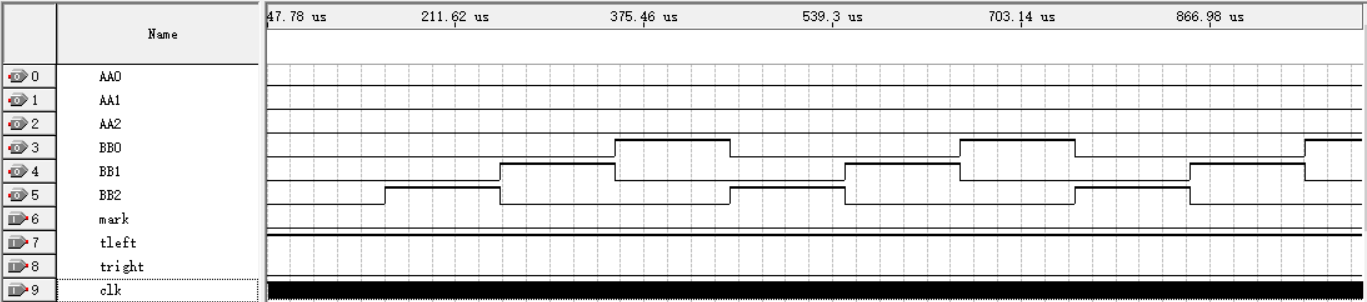 47.78 us 211.62 us 375.46 us 539.3 us 703.14 us 866.98 us
Name
0 AA0
1 AA1
2 AA2
3 BB0
4 BB1
5 BB2
6 mark
7 tleft
8 tright
9 clk